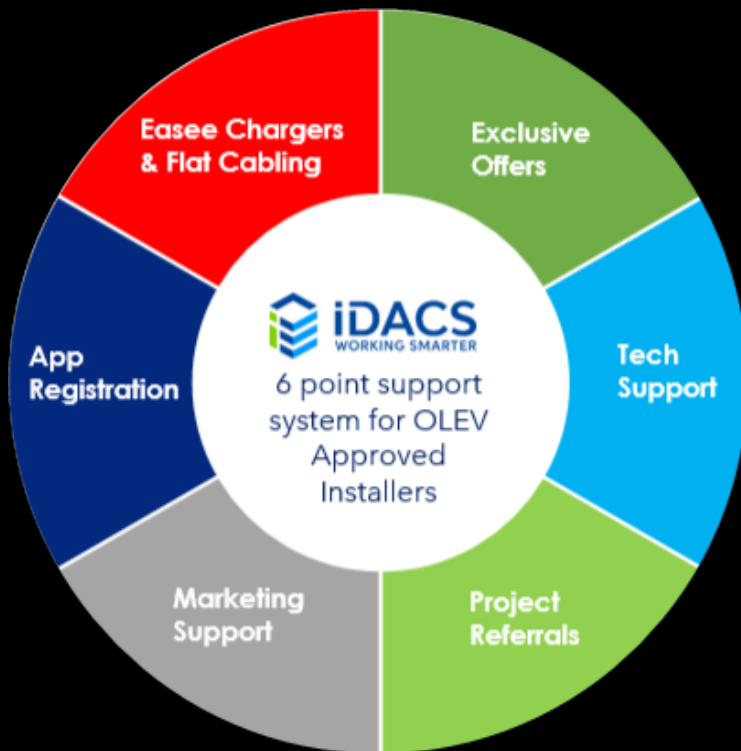 Easee Chargers
& Flat Cabling
Exclusive
Offers
iDACS
WORKING SMARTER
6 point support
system for OLEV
Approved
Installers
App
Registration
Tech
Support
Marketing
Support
Project
Referrals